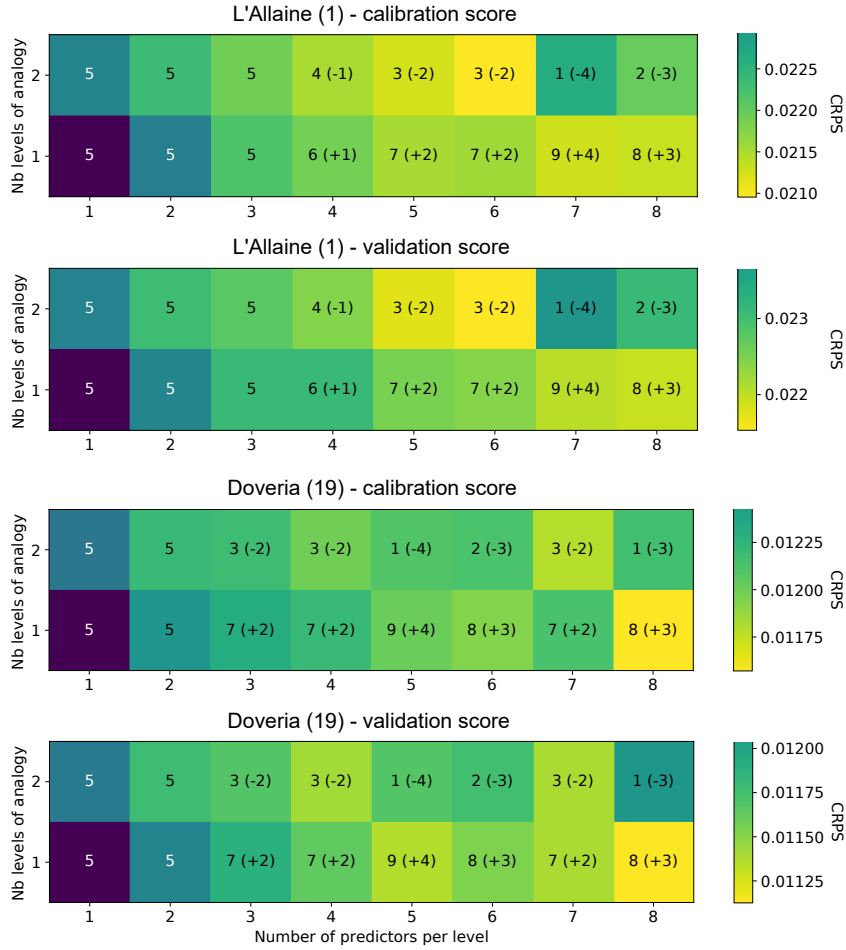 L'Allaine (1) - calibration score
Nb levels of analogy
2
5 5 5 4 (-1) 3 (-2) 3 (-2) 1 (-4) 2 (-3)
1
5 5 5 6 (+1) 7 (+2) 7 (+2) 9 (+4) 8 (+3)
1 2 3 4 5 6 7 8
0.0225
0.0220
0.0215
0.0210
CRPS
L'Allaine (1) - validation score
Nb levels of analogy
2
5 5 5 4 (-1) 3 (-2) 3 (-2) 1 (-4) 2 (-3)
1
5 5 5 6 (+1) 7 (+2) 7 (+2) 9 (+4) 8 (+3)
1 2 3 4 5 6 7 8
0.023
0.022
CRPS
Doveria (19) - calibration score
Nb levels of analogy
2
5 5 3 (-2) 3 (-2) 1 (-4) 2 (-3) 3 (-2) 1 (-3)
1
5 5 7 (+2) 7 (+2) 9 (+4) 8 (+3) 7 (+2) 8 (+3)
1 2 3 4 5 6 7 8
0.01225
0.01200
0.01175
CRPS
Doveria (19) - validation score
Nb levels of analogy
2
5 5 3 (-2) 3 (-2) 1 (-4) 2 (-3) 3 (-2) 1 (-3)
1
5 5 7 (+2) 7 (+2) 9 (+4) 8 (+3) 7 (+2) 8 (+3)
1 2 3 4 5 6 7 8
Number of predictors per level
0.01200
0.01175
0.01150
0.01125
CRPS